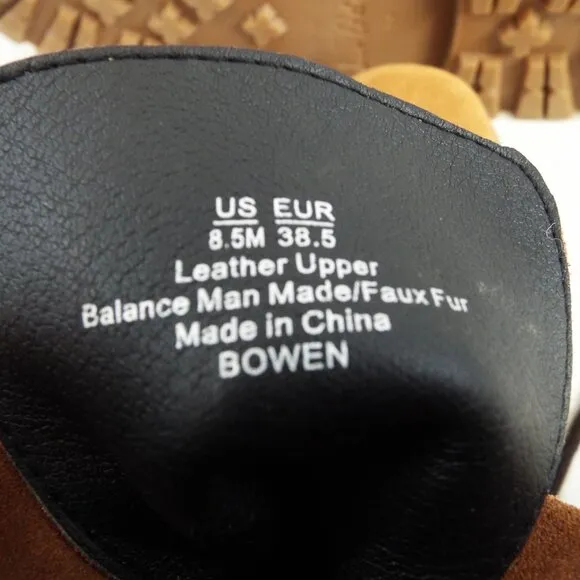 US EUR
8.5M 38.5
Leather Upper
Balance Man Made/Faux Fur
Made in China
BOWEN